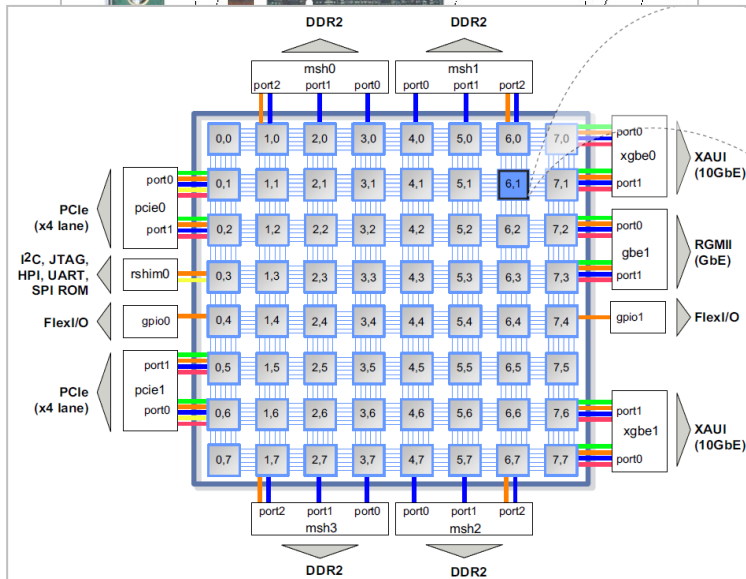 DDR2
DDR2
msh0
msh1
port2 port1 port0
port0 port1 port2
0,0 1,0 2,0 3,0 4,0 5,0 6,0 7,0
port0
xgbe0
port1
XAUI
(10GbE)
0,1 1,1 2,1 3,1 4,1 5,1 6,1 7,1
PCIe
(x4 lane)
port0
pcie0
port1
0,2 1,2 2,2 3,2 4,2 5,2 6,2 7,2
port0
gbe1
port1
RGMII
(GbE)
I²C, JTAG,
HPI, UART,
SPI ROM
rshim0
0,3 1,3 2,3 3,3 4,3 5,3 6,3 7,3
FlexI/O
gpio0
0,4 1,4 2,4 3,4 4,4 5,4 6,4 7,4
gpio1
FlexI/O
PCIe
(x4 lane)
port1
pcie1
port0
0,5 1,5 2,5 3,5 4,5 5,5 6,5 7,5
0,6 1,6 2,6 3,6 4,6 5,6 6,6 7,6
port1
xgbe1
port0
XAUI
(10GbE)
0,7 1,7 2,7 3,7 4,7 5,7 6,7 7,7
port2 port1 port0
port0 port1 port2
msh3
msh2
DDR2
DDR2